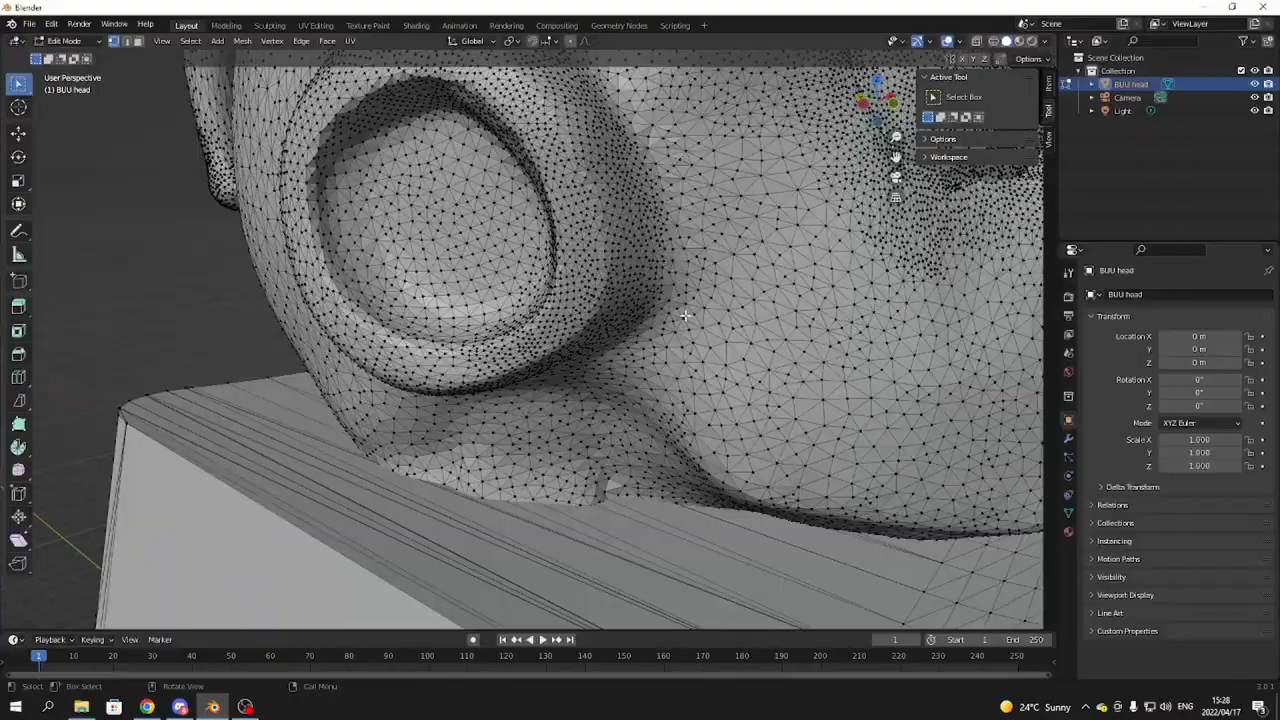 Blender
File Edit Render Window Help Layout Modeling Sculpting UV Editing Texture Paint Shading Animation Rendering Compositing Geometry Nodes Scripting + Scene ViewLayer
Edit Mode View Select Add Mesh Vertex Edge Face UV Global
X Y Z Options
User Perspective
(1) BUU head
Active Tool
Select Box
Options
Workspace
Item
Tool
View
Scene Collection
Collection
BUU head
Camera
Light
BUU head
BUU head
Transform
Location X 0 m
Y 0 m
Z 0 m
Rotation X 0°
Y 0°
Z 0°
Mode XYZ Euler
Scale X 1.000
Y 1.000
Z 1.000
Delta Transform
Relations
Collections
Instancing
Motion Paths
Visibility
Viewport Display
Line Art
Custom Properties
Playback Keying View Marker 1 Start 1 End 250
1 10 20 30 40 50 60 70 80 90 100 110 120 130 140 150 160 170 180 190 200 210 220 230 240 250
Select Box Select Rotate View Call Menu 3.0.1
24°C Sunny ENG 15:28
2022/04/17